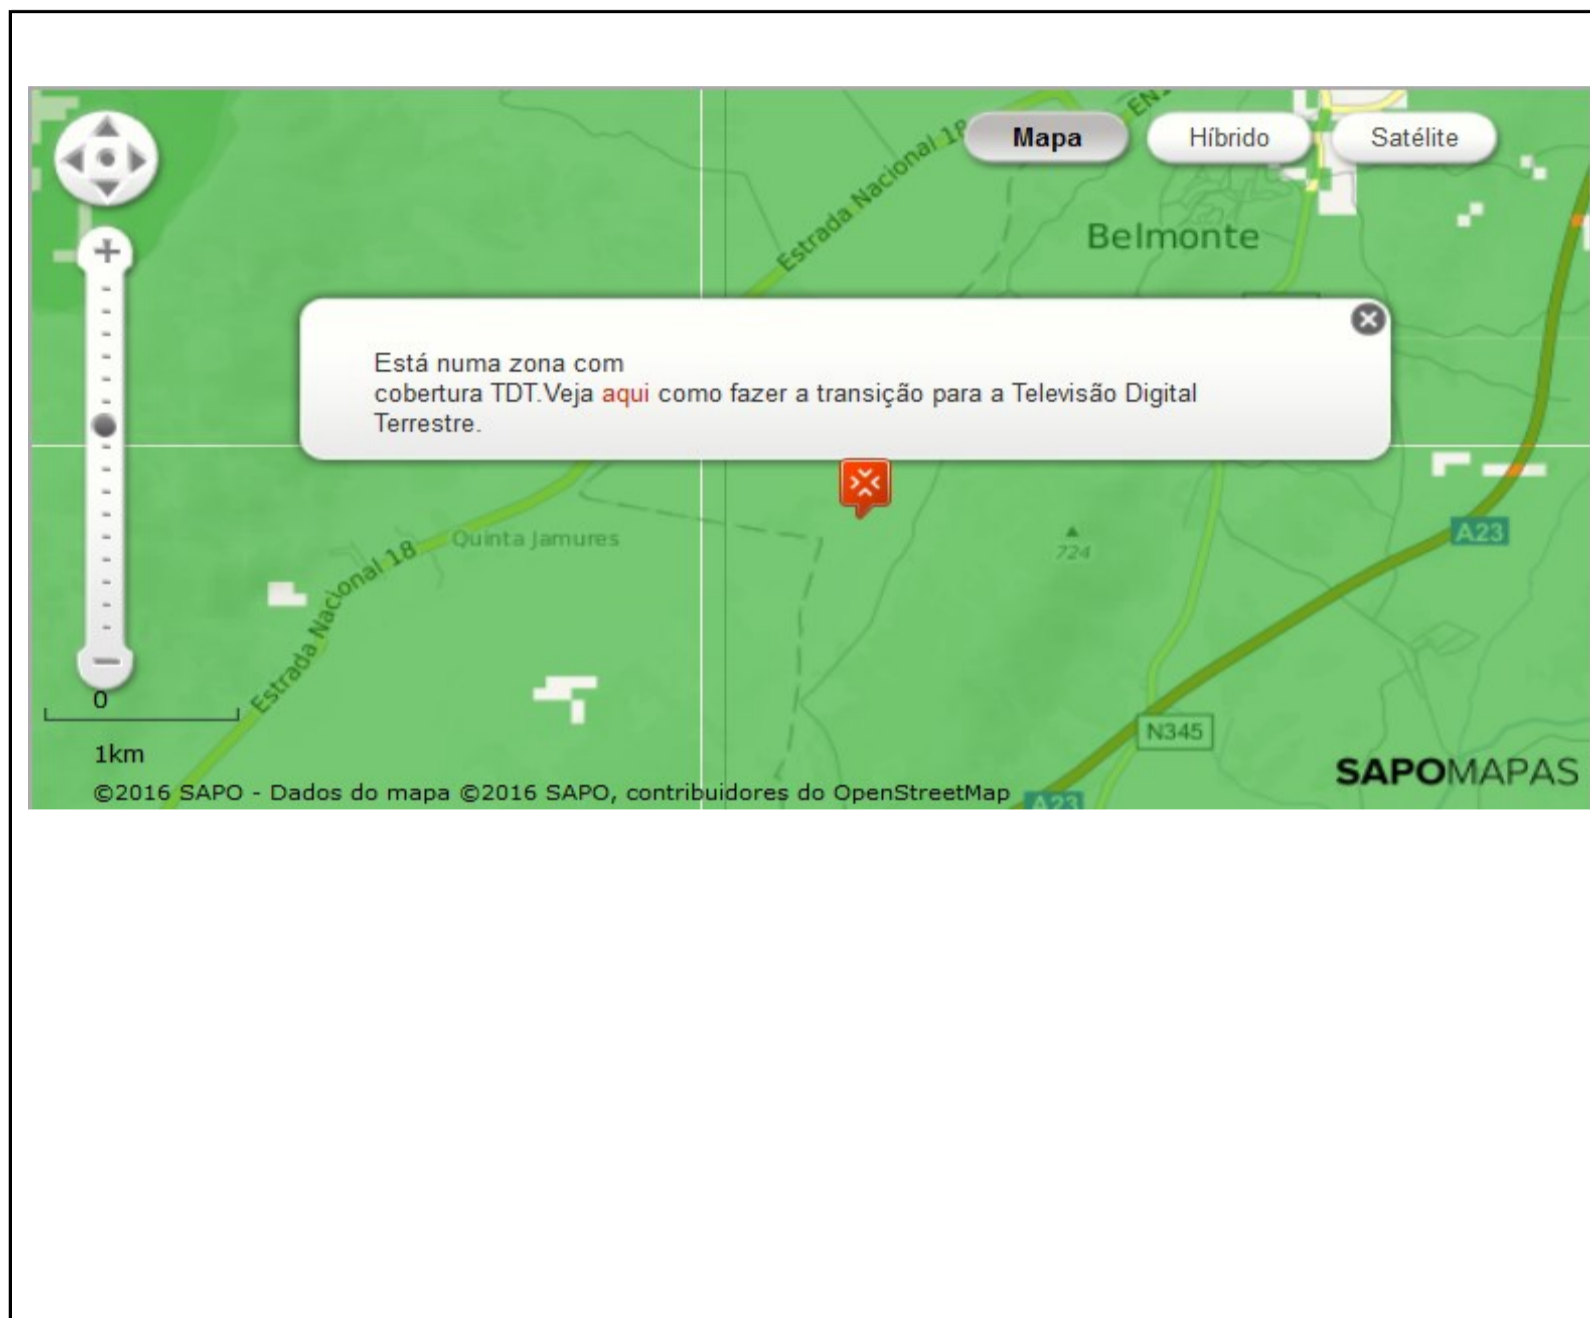 Mapa
Híbrido
Satélite
Estrada Nacional 18
Belmonte
Está numa zona com
cobertura TDT.Veja aqui como fazer a transição para a Televisão Digital
Terrestre.
Quinta Jamures
Estrada Nacional 18
724
A23
N345
0
1km
SAPOMAPAS
©2016 SAPO - Dados do mapa ©2016 SAPO, contribuidores do OpenStreetMap
A23